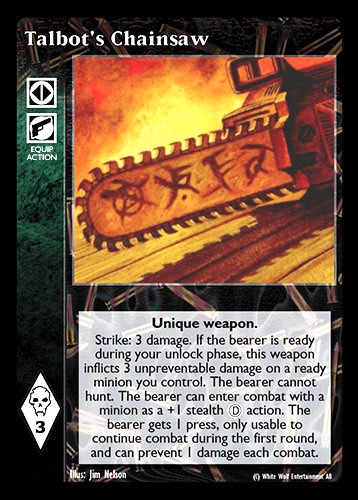 Talbot's Chainsaw
EQUIP
ACTION
Unique weapon.
Strike: 3 damage. If the bearer is ready
during your unlock phase, this weapon
inflicts 3 unpreventable damage on a ready
minion you control. The bearer cannot
hunt. The bearer can enter combat with a
minion as a +1 stealth Ⓓ action. The
bearer gets 1 press, only usable to
continue combat during the first round,
and can prevent 1 damage each combat.
3
Illus: Jim Nelson
(C) White Wolf Entertainment AB